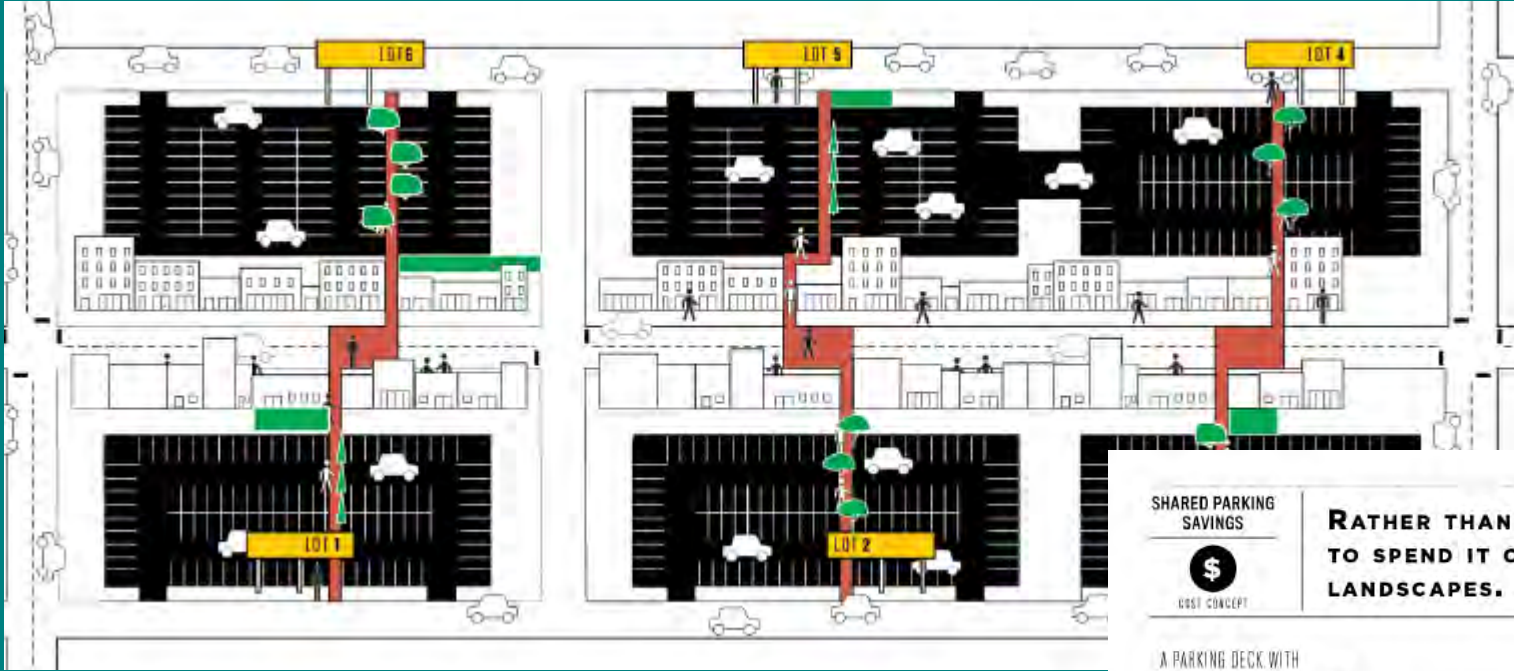 LOT 6
LOT 5
LOT 4
LOT 1
LOT 2
SHARED PARKING
SAVINGS
$
COST CONCEPT
RATHER THAN
TO SPEND IT O
LANDSCAPES.
A PARKING DECK WITH